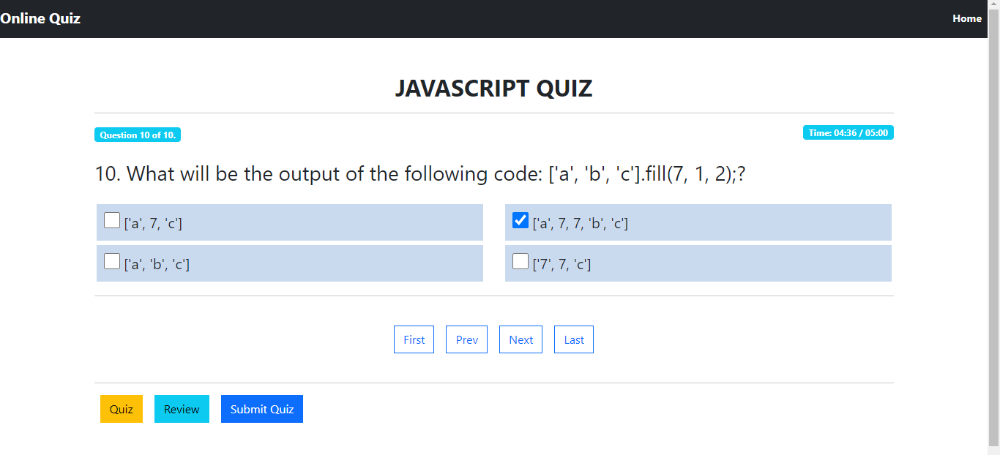 Online Quiz
Home
JAVASCRIPT QUIZ
Question 10 of 10.
Time: 04:36 / 05:00
10. What will be the output of the following code: ['a', 'b', 'c'].fill(7, 1, 2);?
['a', 7, 'c']
['a', 7, 7, 'b', 'c']
['a', 'b', 'c']
['7', 7, 'c']
First
Prev
Next
Last
Quiz
Review
Submit Quiz